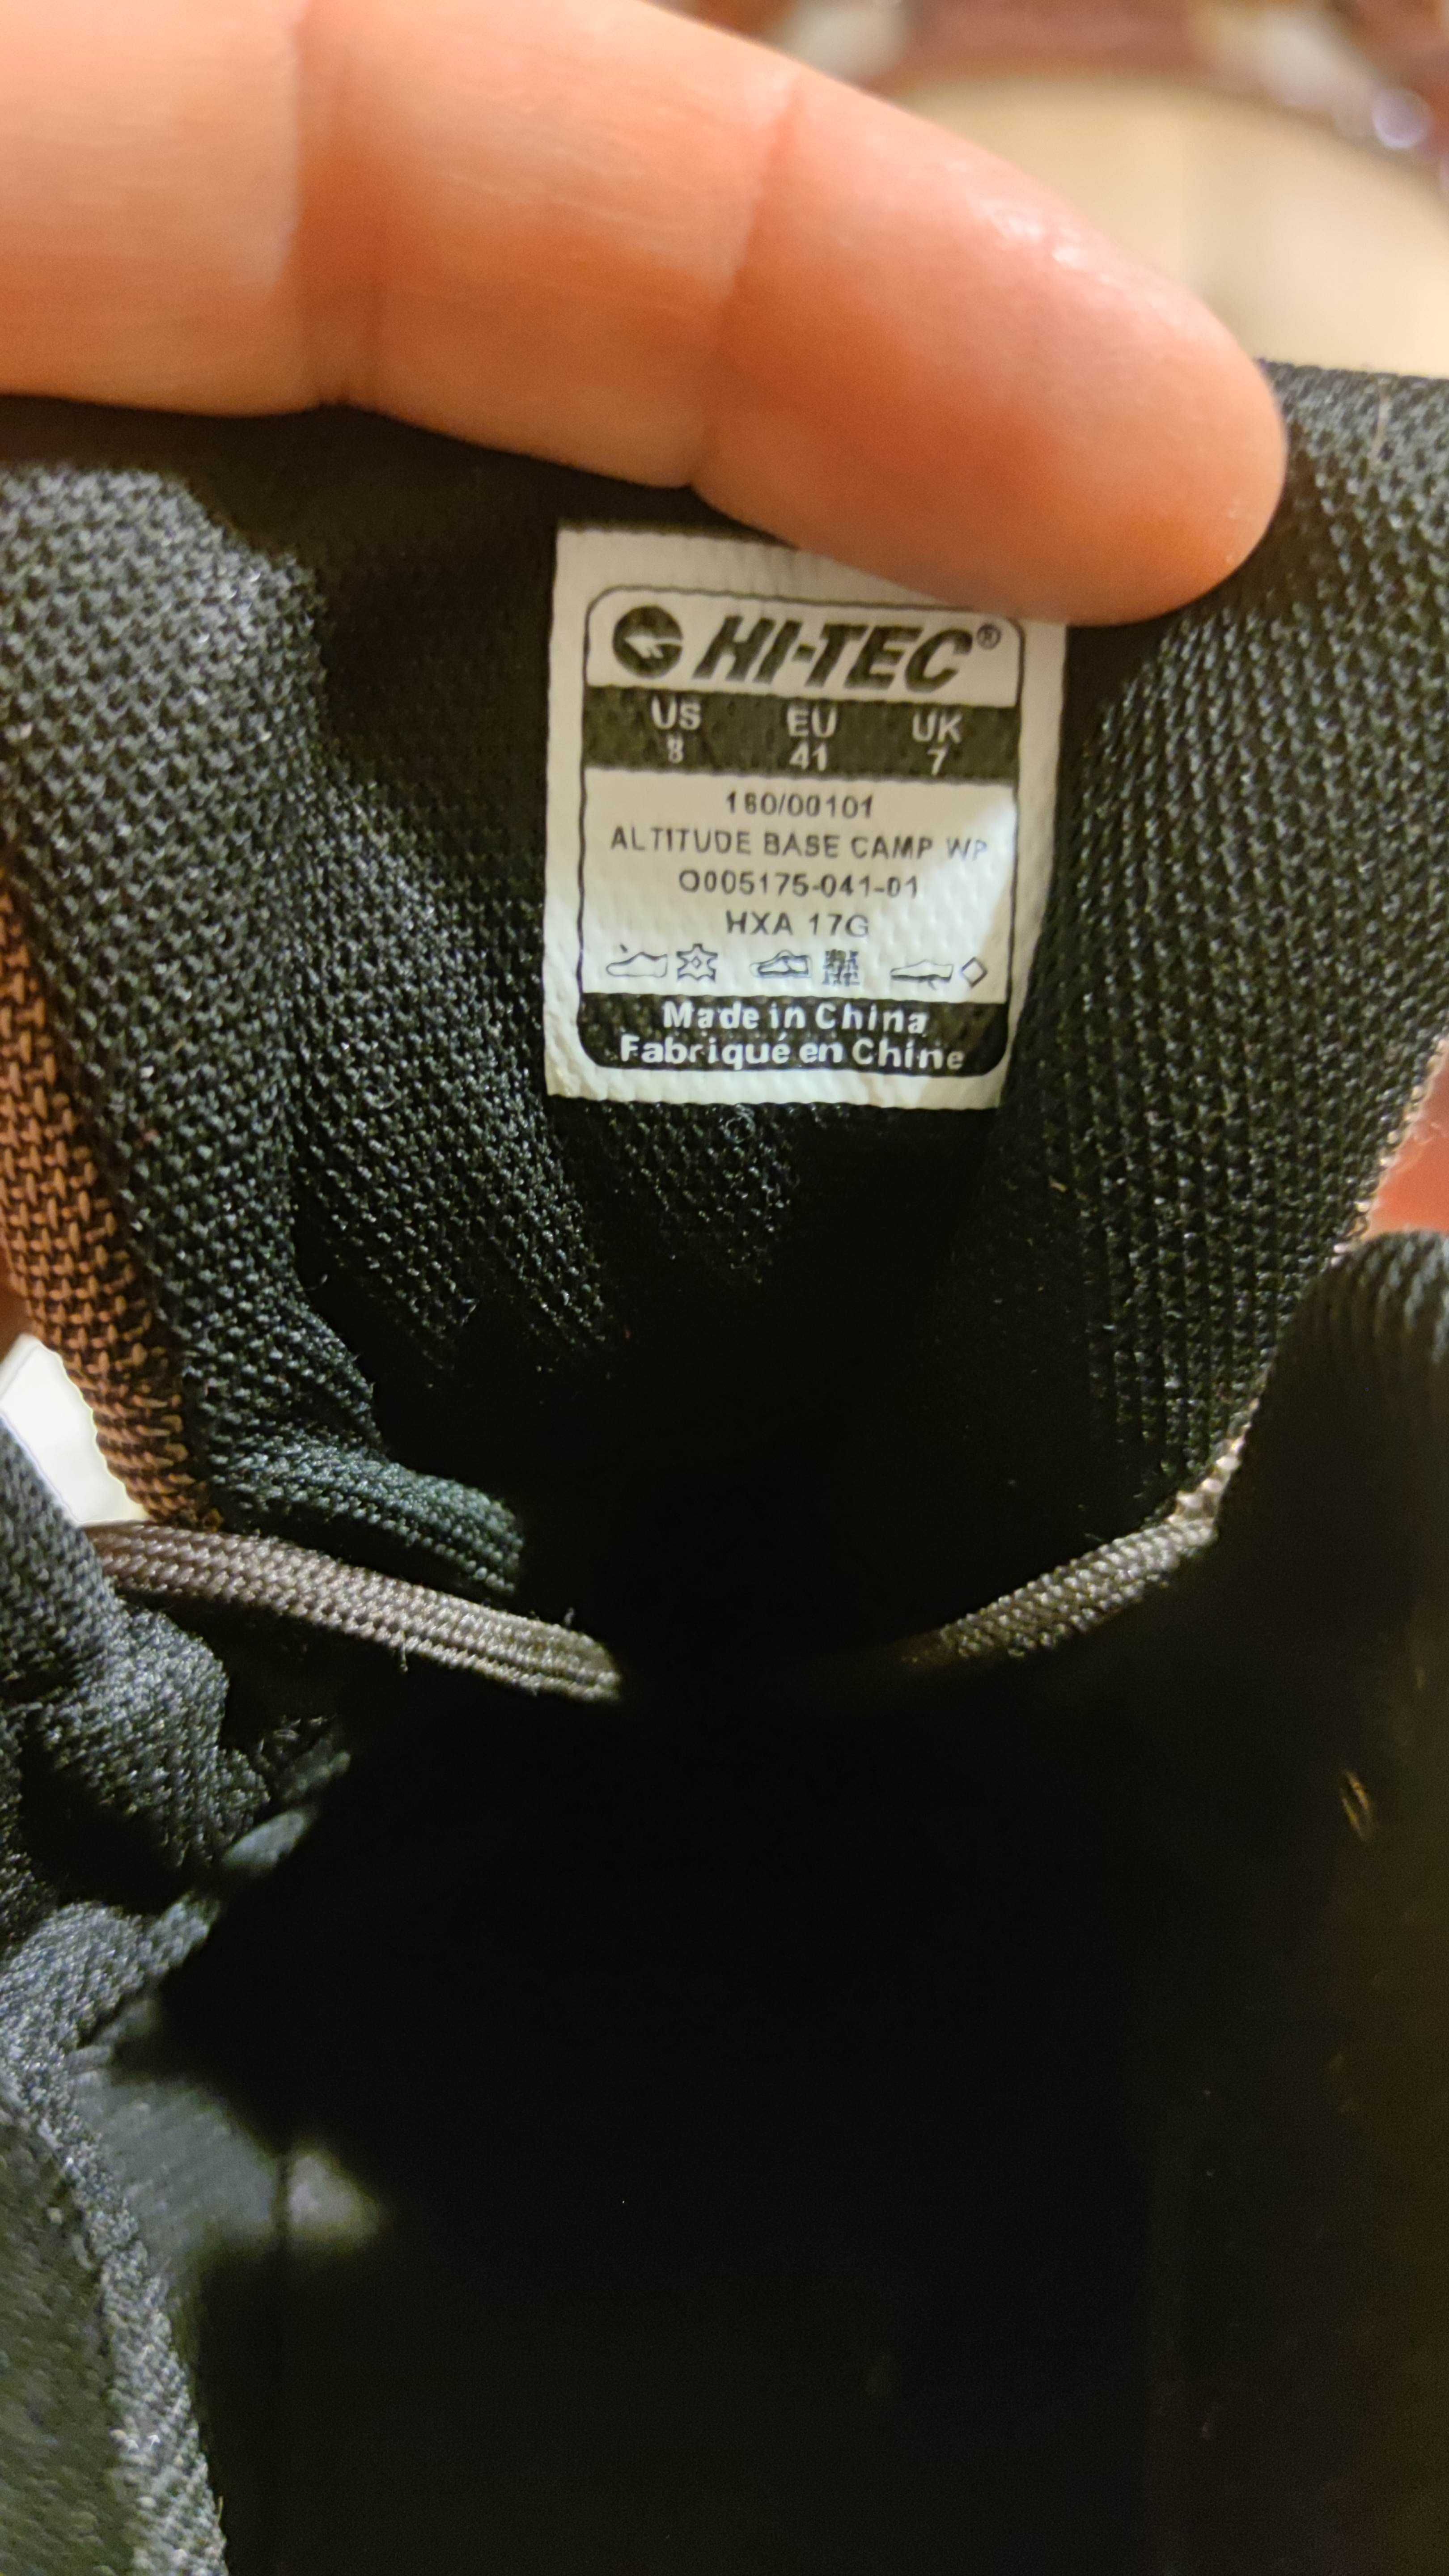 HI-TEC®
US EU UK
8 41 7
160/00101
ALTITUDE BASE CAMP WP
O005175-041-01
HXA 17G
Made in China
Fabriqué en Chine